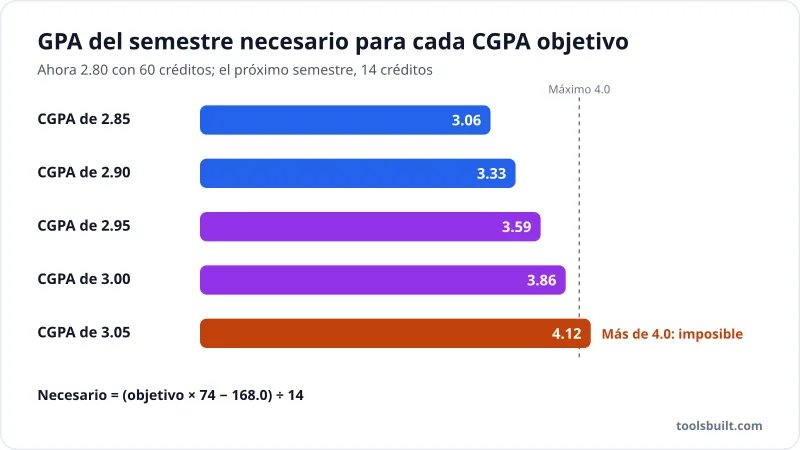 GPA del semestre necesario para cada CGPA objetivo
Ahora 2.80 con 60 créditos; el próximo semestre, 14 créditos
Máximo 4.0
CGPA de 2.85
3.06
CGPA de 2.90
3.33
CGPA de 2.95
3.59
CGPA de 3.00
3.86
CGPA de 3.05
4.12
Más de 4.0: imposible
Necesario = (objetivo × 74 − 168.0) ÷ 14
toolsbuilt.com